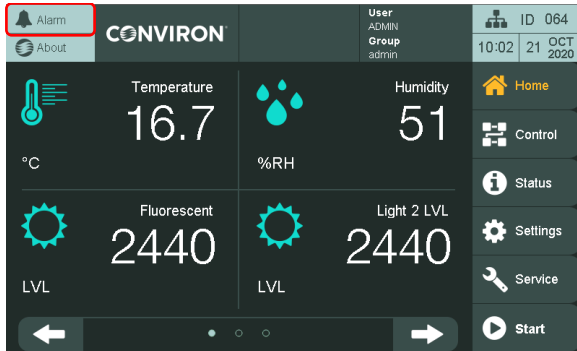 Alarm
About
CONVIRON
User
ADMIN
Group
admin
ID 064
10:02 21 OCT 2020
Temperature
16.7
°C
Humidity
51
%RH
Fluorescent
2440
LVL
Light 2 LVL
2440
LVL
Home
Control
Status
Settings
Service
Start